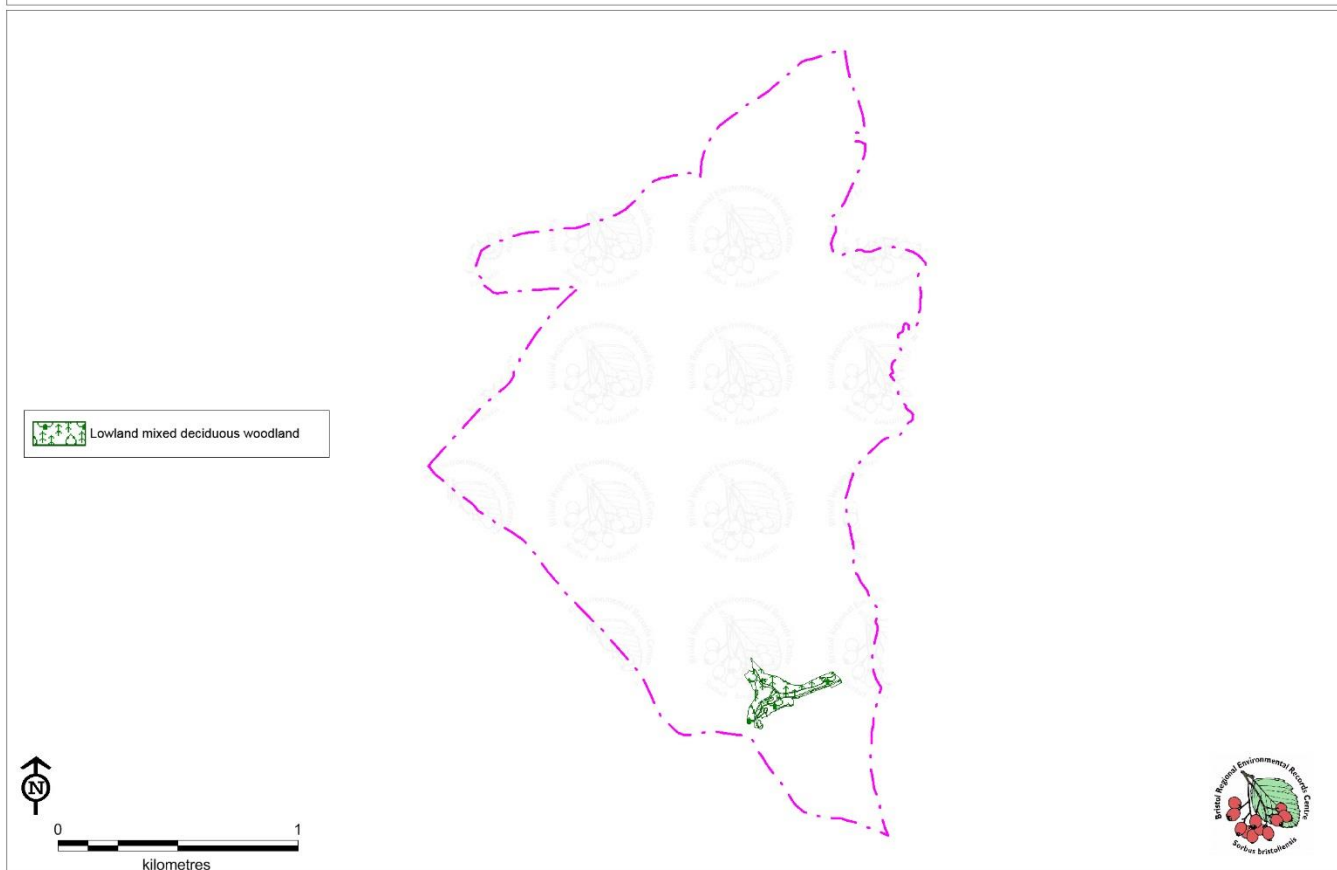 Lowland mixed deciduous woodland
N
0 1
kilometres
Bristol Regional Environmental Records Centre
Sorbus bristoliensis